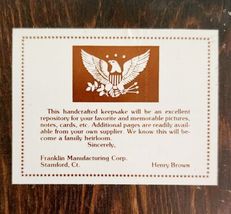 This handcrafted keepsake will be an excellent
repository for your favorite and memorable pictures,
notes, cards, etc. Additional pages are readily avail-
able from your own supplier. We know this will be-
come a family heirloom.
Sincerely,
Franklin Manufacturing Corp.
Stamford, Ct. Henry Brown